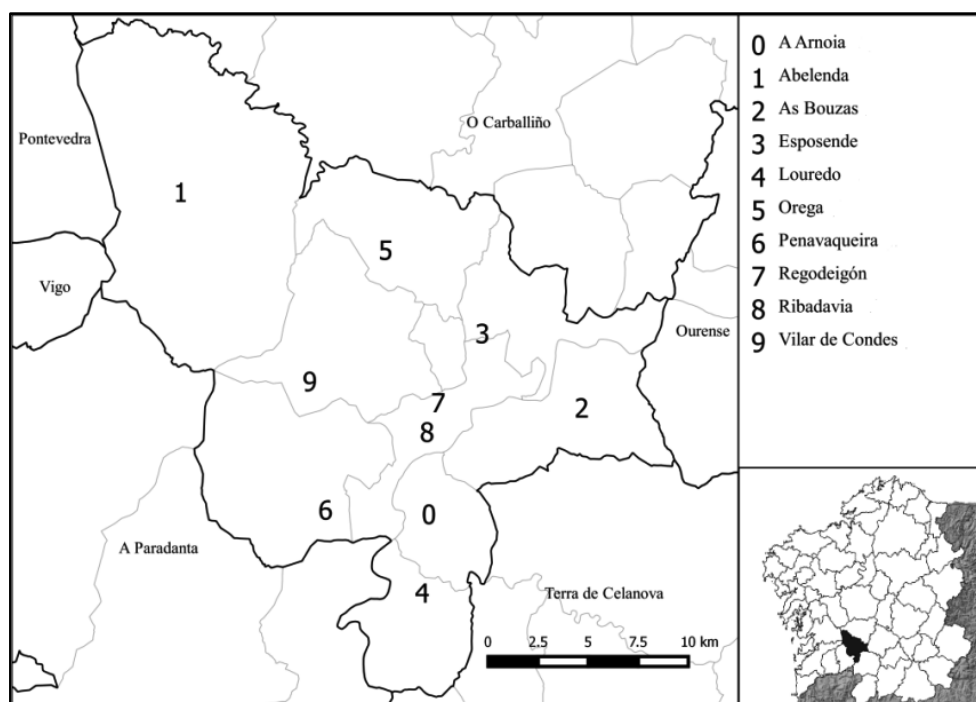 Pontevedra
O Carballiño
1
5
Vigo
3
Ourense
9
7
2
8
6
0
A Paradanta
4
Terra de Celanova
0 2.5 5 7.5 10 km
0 A Arnoia
1 Abelenda
2 As Bouzas
3 Esposende
4 Louredo
5 Orega
6 Penavaqueira
7 Regodeigón
8 Ribadavia
9 Vilar de Condes